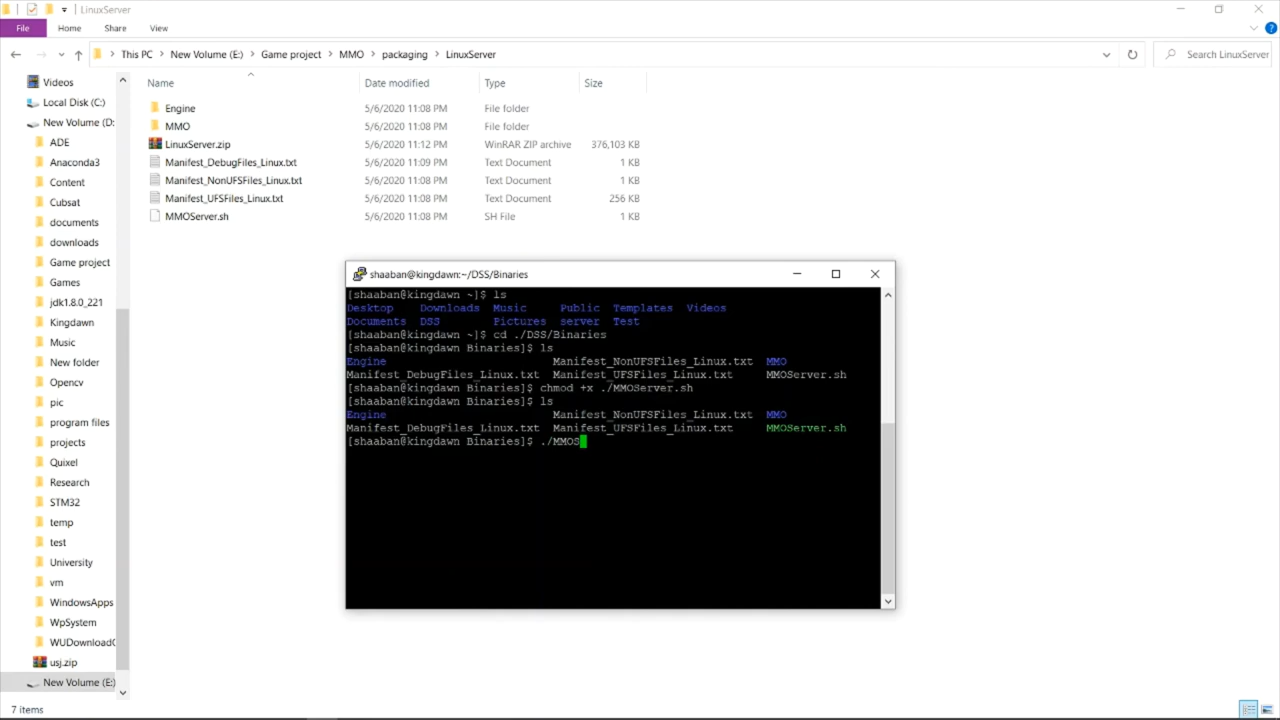 LinuxServer
File Home Share View
This PC New Volume (E:) Game project MMO packaging LinuxServer
Search LinuxServer
Name Date modified Type Size
Engine 5/6/2020 11:08 PM File folder
MMO 5/6/2020 11:08 PM File folder
LinuxServer.zip 5/6/2020 11:12 PM WinRAR ZIP archive 376,103 KB
Manifest_DebugFiles_Linux.txt 5/6/2020 11:09 PM Text Document 1 KB
Manifest_NonUFSFiles_Linux.txt 5/6/2020 11:08 PM Text Document 1 KB
Manifest_UFSFiles_Linux.txt 5/6/2020 11:08 PM Text Document 256 KB
MMOServer.sh 5/6/2020 11:08 PM SH File 1 KB
Videos
Local Disk (C:)
New Volume (D:
ADE
Anaconda3
Content
Cubsat
documents
downloads
Game project
Games
jdk1.8.0_221
Kingdawn
Music
New folder
Opencv
pic
program files
projects
Quixel
Research
STM32
temp
test
University
vm
WindowsApps
WpSystem
WUDownloadC
usj.zip
New Volume (E:)
7 items
shaaban@kingdawn:~/DSS/Binaries
[shaaban@kingdawn ~]$ ls
Desktop Downloads Music Public Templates Videos
Documents DSS Pictures server Test
[shaaban@kingdawn ~]$ cd ./DSS/Binaries
[shaaban@kingdawn Binaries]$ ls
Engine Manifest_NonUFSFiles_Linux.txt MMO
Manifest_DebugFiles_Linux.txt Manifest_UFSFiles_Linux.txt MMOServer.sh
[shaaban@kingdawn Binaries]$ chmod +x ./MMOServer.sh
[shaaban@kingdawn Binaries]$ ls
Engine Manifest_NonUFSFiles_Linux.txt MMO
Manifest_DebugFiles_Linux.txt Manifest_UFSFiles_Linux.txt MMOServer.sh
[shaaban@kingdawn Binaries]$ ./MMOS